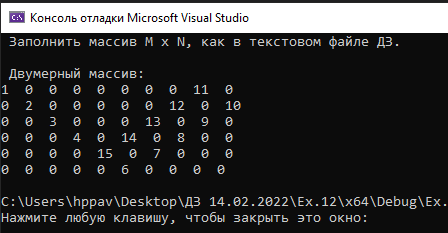 Консоль отладки Microsoft Visual Studio
Заполнить массив M x N, как в текстовом файле ДЗ.
Двумерный массив:
1 0 0 0 0 0 0 0 11 0
0 2 0 0 0 0 0 12 0 10
0 0 3 0 0 0 13 0 9 0
0 0 0 4 0 14 0 8 0 0
0 0 0 0 15 0 7 0 0 0
0 0 0 0 0 6 0 0 0 0
C:\Users\hppav\Desktop\ДЗ 14.02.2022\Ex.12\x64\Debug\Ex.
Нажмите любую клавишу, чтобы закрыть это окно: